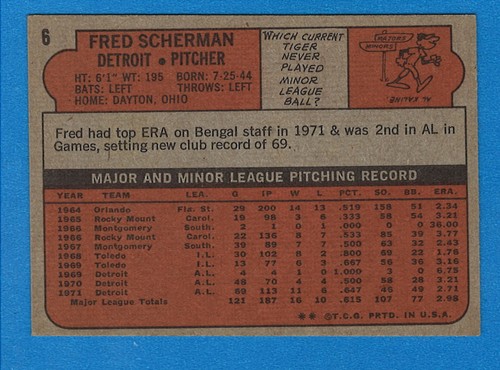 6
FRED SCHERMAN
DETROIT • PITCHER
HT: 6'1" WT: 195 BORN: 7-25-44
BATS: LEFT THROWS: LEFT
HOME: DAYTON, OHIO
WHICH CURRENT
TIGER
NEVER
PLAYED
MINOR
LEAGUE
BALL?
MAJORS
MINORS
AL KALINE
Fred had top ERA on Bengal staff in 1971 & was 2nd in AL in
Games, setting new club record of 69.
MAJOR AND MINOR LEAGUE PITCHING RECORD
YEAR TEAM LEA. G IP W L PCT. SO. BB. ERA.
1964 Orlando Fla. St. 29 200 14 13 .519 158 51 2.34
1965 Rocky Mount Carol. 19 98 3 6 .333 58 54 3.21
1966 Montgomery South. 2 1 0 1 .000 0 0 36.00
1966 Rocky Mount Carol. 22 136 8 7 .533 85 39 3.77
1967 Montgomery South. 39 89 7 7 .500 63 32 2.43
1968 Toledo I.L. 30 102 8 2 .800 69 23 1.78
1969 Toledo I.L. 13 77 6 3 .667 56 36 3.16
1969 Detroit A.L. 4 4 1 0 1.000 3 0 6.75
1970 Detroit A.L. 48 70 4 4 .500 58 28 3.21
1971 Detroit A.L. 69 113 11 6 .647 45 49 2.71
Major League Totals 121 187 16 10 .615 107 77 2.98
** © T.C.G. PRTD. IN U.S.A.